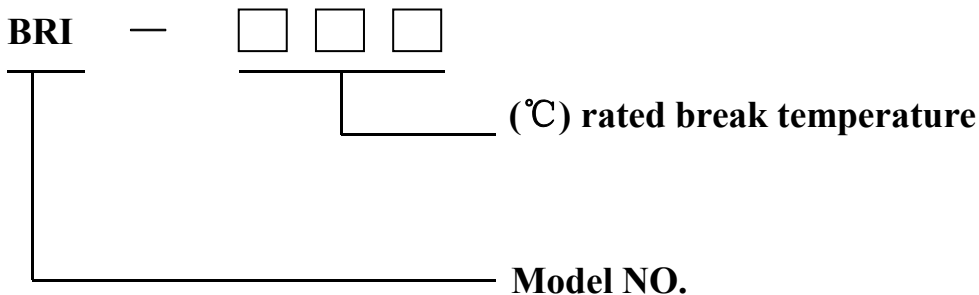 BRI — □ □ □
(℃) rated break temperature
Model NO.